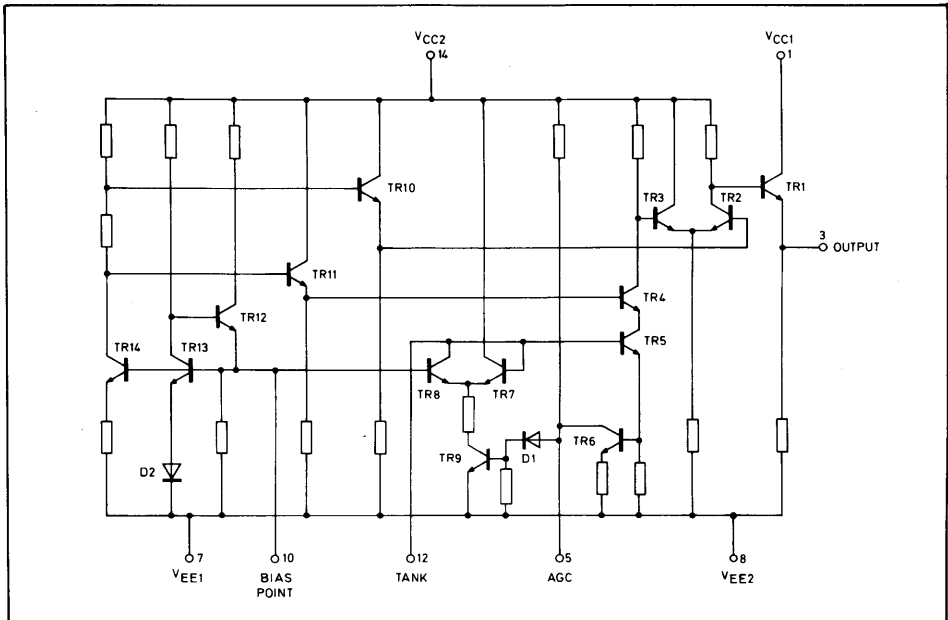 VCC2
14
VCC1
1
TR10
TR3
TR2
TR1
3
OUTPUT
TR11
TR4
TR12
TR5
TR14
TR13
TR8
TR7
TR6
TR9
D1
D2
7
10
12
5
8
VEE1
BIAS
POINT
TANK
AGC
VEE2